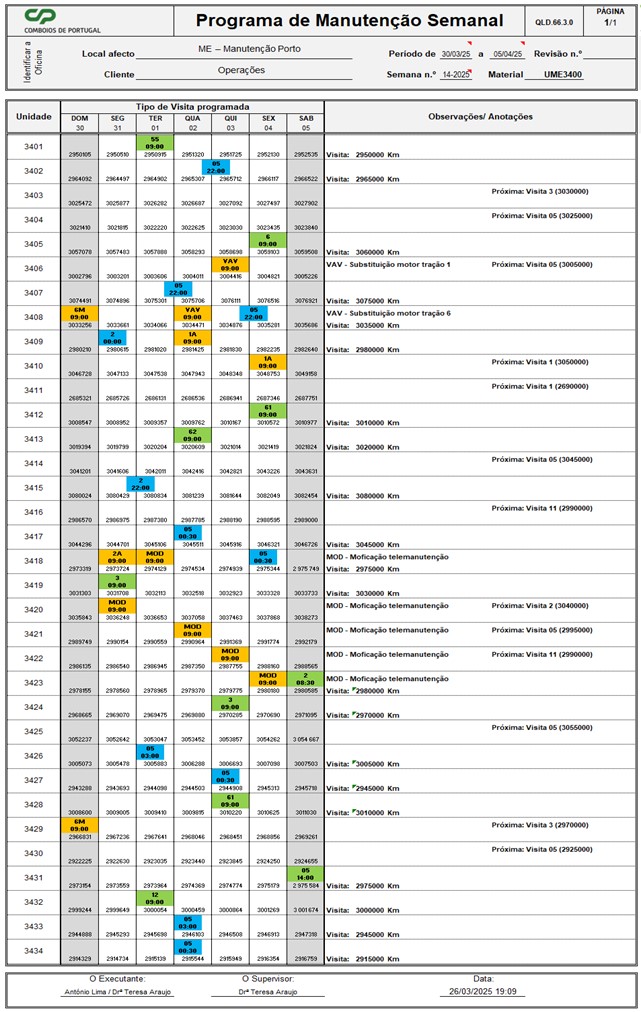 CP
COMBOIOS DE PORTUGAL
Programa de Manutenção Semanal
QLD.66.3.0
PÁGINA
1/1
Identificar a Oficina
Local afecto ME – Manutenção Porto Período de 30/03/25 a 05/04/25 Revisão n.º
Cliente Operações Semana n.º 14-2025 Material UME3400
Unidade Tipo de Visita programada Observações/ Anotações
DOM SEG TER QUA QUI SEX SAB
30 31 01 02 03 04 05
3401 SS 09:00
2950105 2950510 2950915 2951320 2951725 2952130 2952535 Visita: 2950000 Km
3402 05 22:00
2964092 2964497 2964902 2965307 2965712 2966117 2966522 Visita: 2965000 Km
3403 Próxima: Visita 3 (3030000)
3025472 3025877 3026282 3026687 3027092 3027497 3027902
3404 Próxima: Visita 05 (3025000)
3021410 3021815 3022220 3022625 3023030 3023435 3023840
3405 6 09:00
3057078 3057483 3057888 3058293 3058698 3059103 3059508 Visita: 3060000 Km
3406 VAV 09:00 VAV - Substituição motor tração 1 Próxima: Visita 05 (3005000)
3002796 3003201 3003606 3004011 3004416 3004821 3005226
3407 05 22:00
3074491 3074896 3075301 3075706 3076111 3076516 3076921 Visita: 3075000 Km
3408 6M 09:00 VAV 09:00 05 22:00 VAV - Substituição motor tração 6
3033256 3033661 3034066 3034471 3034876 3035281 3035686 Visita: 3035000 Km
3409 2 00:00 1A 09:00
2980210 2980615 2981020 2981425 2981830 2982235 2982640 Visita: 2980000 Km
3410 1A 09:00 Próxima: Visita 1 (3050000)
3046728 3047133 3047538 3047943 3048348 3048753 3049158
3411 Próxima: Visita 1 (2690000)
2685321 2685726 2686131 2686536 2686941 2687346 2687751
3412 61 09:00
3008547 3008952 3009357 3009762 3010167 3010572 3010977 Visita: 3010000 Km
3413 62 09:00
3019394 3019799 3020204 3020609 3021014 3021419 3021824 Visita: 3020000 Km
3414 Próxima: Visita 05 (3045000)
3041201 3041606 3042011 3042416 3042821 3043226 3043631
3415 2 22:00
3080024 3080429 3080834 3081239 3081644 3082049 3082454 Visita: 3080000 Km
3416 Próxima: Visita 11 (2990000)
2986570 2986975 2987380 2987785 2988190 2988595 2989000
3417 05 00:30
3044296 3044701 3045106 3045511 3045916 3046321 3046726 Visita: 3045000 Km
3418 2A 09:00 MOD 09:00 05 00:30 MOD - Moficação telemanutenção
2973319 2973724 2974129 2974534 2974939 2975344 2 975 749 Visita: 2975000 Km
3419 3 09:00
3031303 3031708 3032113 3032518 3032923 3033328 3033733 Visita: 3030000 Km
3420 MOD 09:00 MOD - Moficação telemanutenção Próxima: Visita 2 (3040000)
3035843 3036248 3036653 3037058 3037463 3037868 3038273
3421 MOD 09:00 MOD - Moficação telemanutenção Próxima: Visita 05 (2995000)
2989749 2990154 2990559 2990964 2991369 2991774 2992179
3422 MOD 09:00 MOD - Moficação telemanutenção Próxima: Visita 11 (2990000)
2986135 2986540 2986945 2987350 2987755 2988160 2988565
3423 MOD 09:00 2 08:30 MOD - Moficação telemanutenção
2978155 2978560 2978965 2979370 2979775 2980180 2980585 Visita: 2980000 Km
3424 3 09:00
2968665 2969070 2969475 2969880 2970285 2970690 2971095 Visita: 2970000 Km
3425 Próxima: Visita 05 (3055000)
3052237 3052642 3053047 3053452 3053857 3054262 3 054 667
3426 05 03:00
3005073 3005478 3005883 3006288 3006693 3007098 3007503 Visita: 3005000 Km
3427 05 00:30
2943288 2943693 2944098 2944503 2944908 2945313 2945718 Visita: 2945000 Km
3428 61 09:00
3008600 3009005 3009410 3009815 3010220 3010625 3011030 Visita: 3010000 Km
3429 6M 09:00 Próxima: Visita 3 (2970000)
2966831 2967236 2967641 2968046 2968451 2968856 2969261
3430 Próxima: Visita 05 (2925000)
2922225 2922630 2923035 2923440 2923845 2924250 2924655
3431 05 14:00
2973154 2973559 2973964 2974369 2974774 2975179 2 975 584 Visita: 2975000 Km
3432 12 09:00
2999244 2999649 3000054 3000459 3000864 3001269 3 001 674 Visita: 3000000 Km
3433 05 03:00
2944888 2945293 2945698 2946103 2946508 2946913 2947318 Visita: 2945000 Km
3434 05 00:30
2914329 2914734 2915139 2915544 2915949 2916354 2916759 Visita: 2915000 Km
O Executante: O Supervisor: Data:
António Lima / Drª Teresa Araujo Drª Teresa Araujo 26/03/2025 19:09